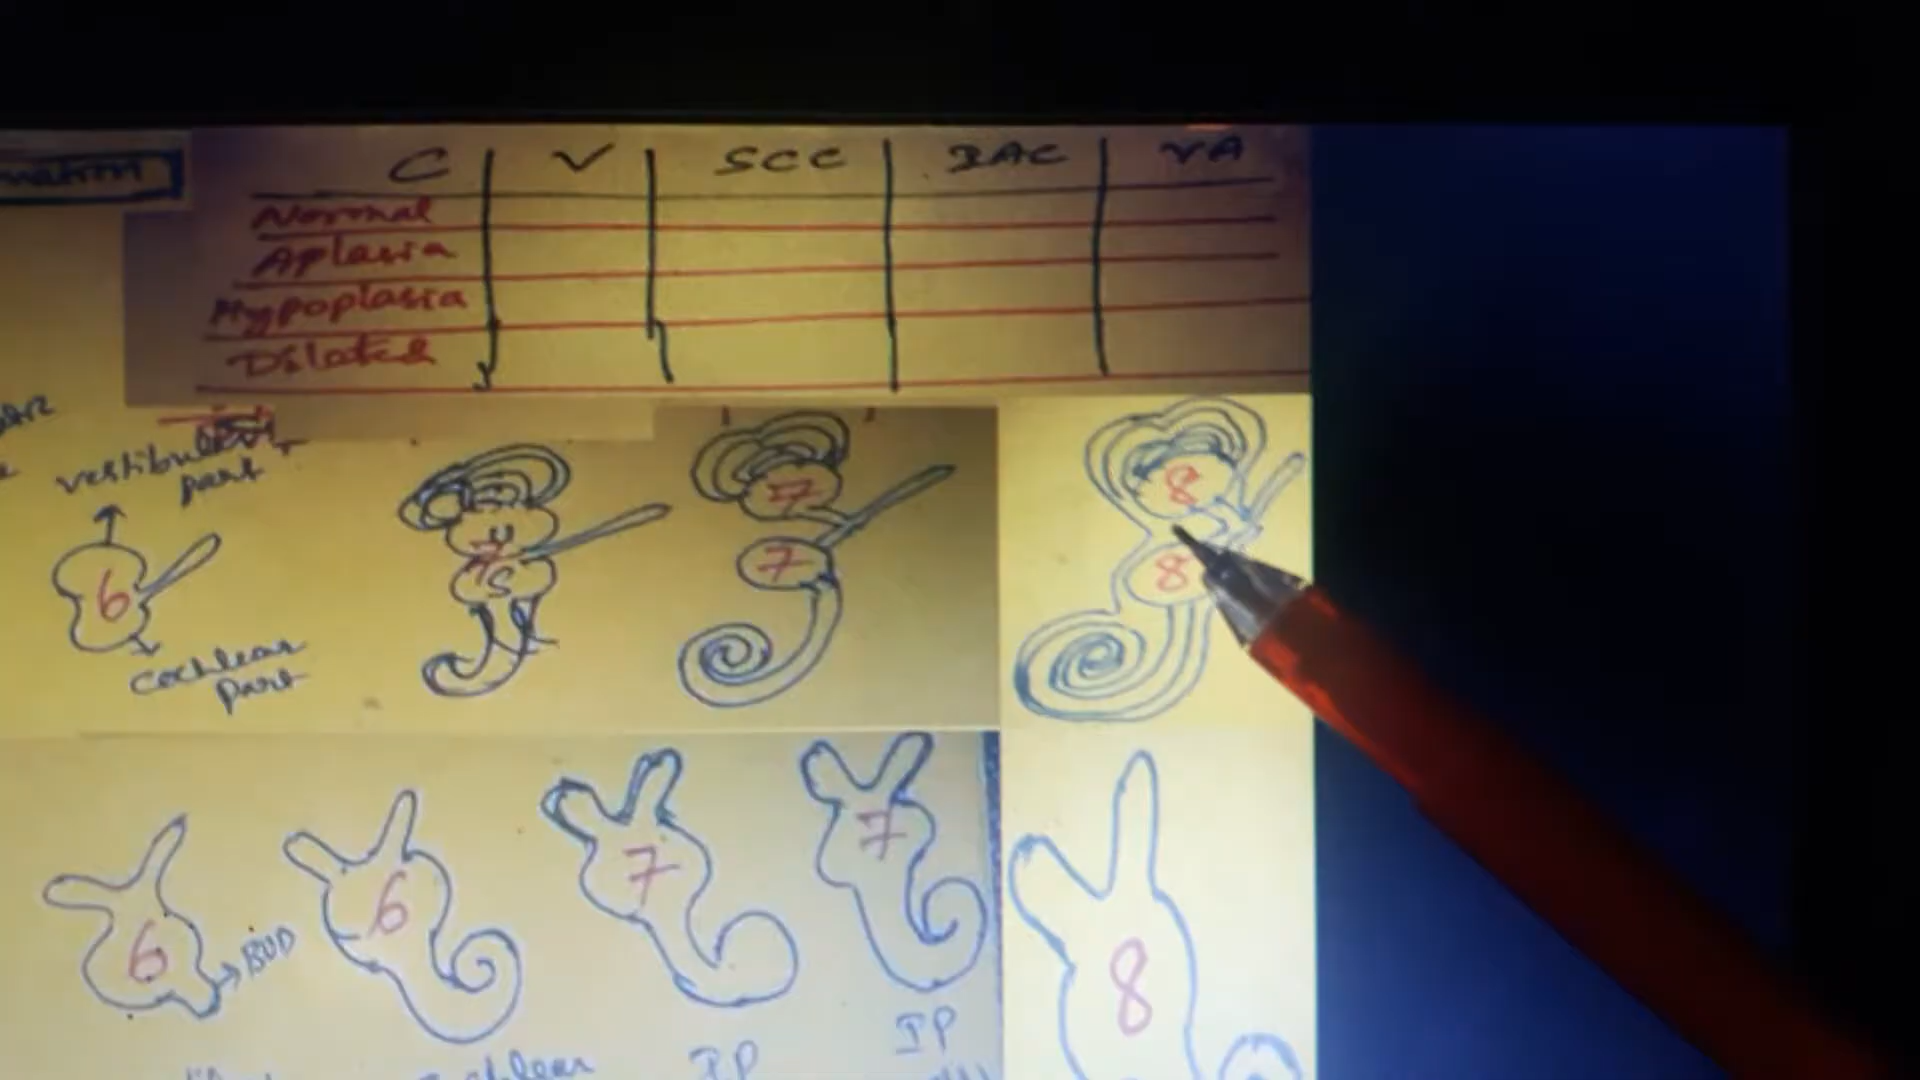 C V SCC IAC VA
Normal
Aplasia
Hypoplasia
Dilated
vestibular
part
6
U
7
S
7
7
8
8
cochlear
part
6
BUD
6
7
7
8
cochlear
IP
IP